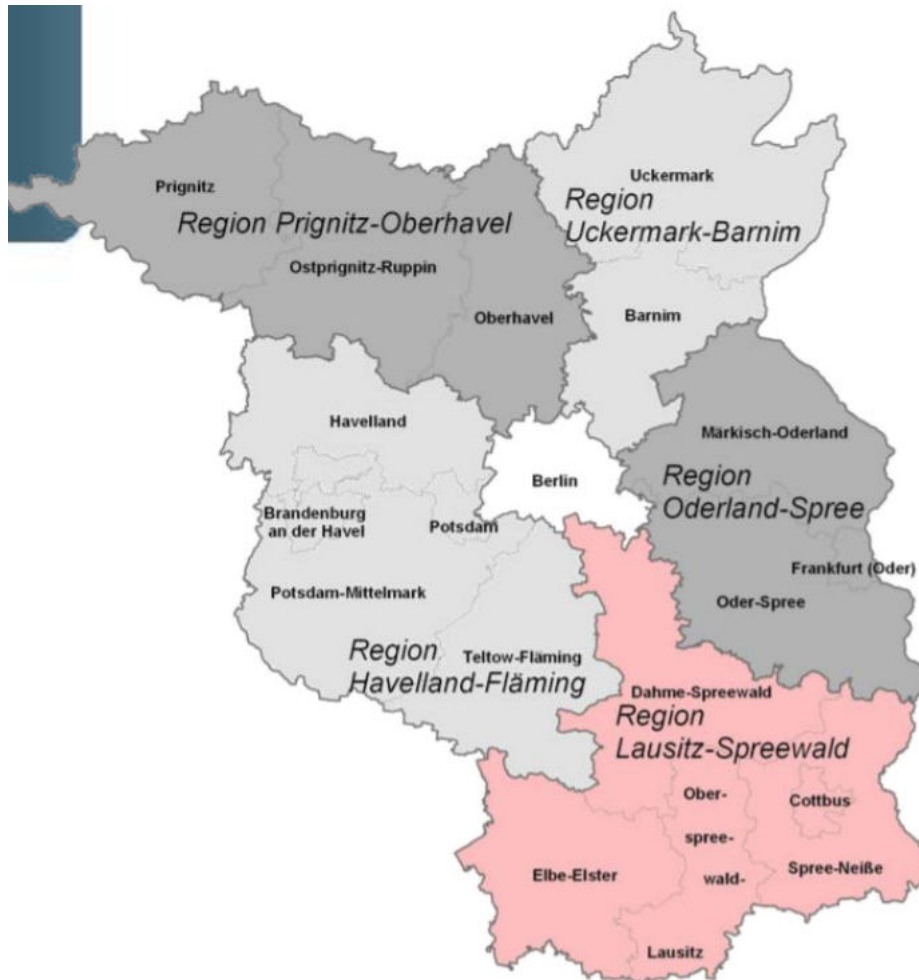 Uckermark
Prignitz
Region
Region Prignitz-Oberhavel
Uckermark-Barnim
Ostprignitz-Ruppin
Oberhavel
Barnim
Havelland
Märkisch-Oderland
Berlin
Region
Oderland-Spree
Brandenburg
an der Havel
Potsdam
Frankfurt (Oder)
Potsdam-Mittelmark
Oder-Spree
Region
Havelland-Fläming
Teltow-Fläming
Dahme-Spreewald
Region
Lausitz-Spreewald
Ober-
spree-
wald-
Lausitz
Cottbus
Elbe-Elster
Spree-Neiße